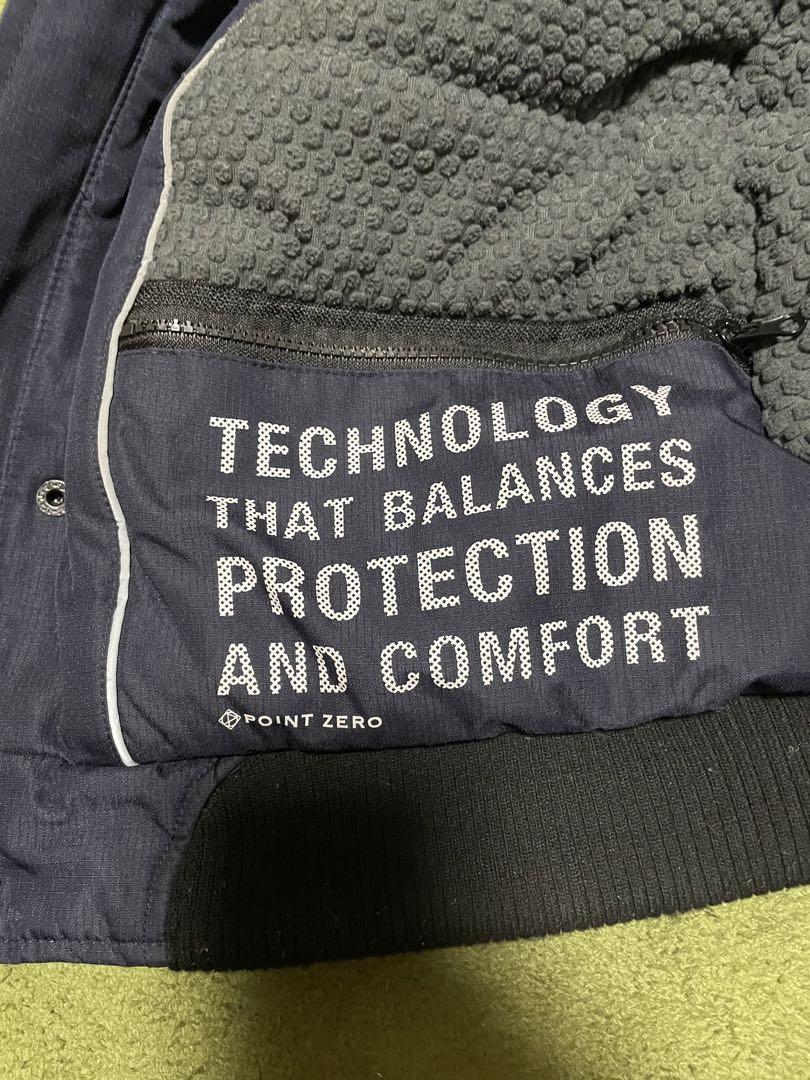 TECHNOLOGY
THAT BALANCES
PROTECTION
AND COMFORT
POINT ZERO